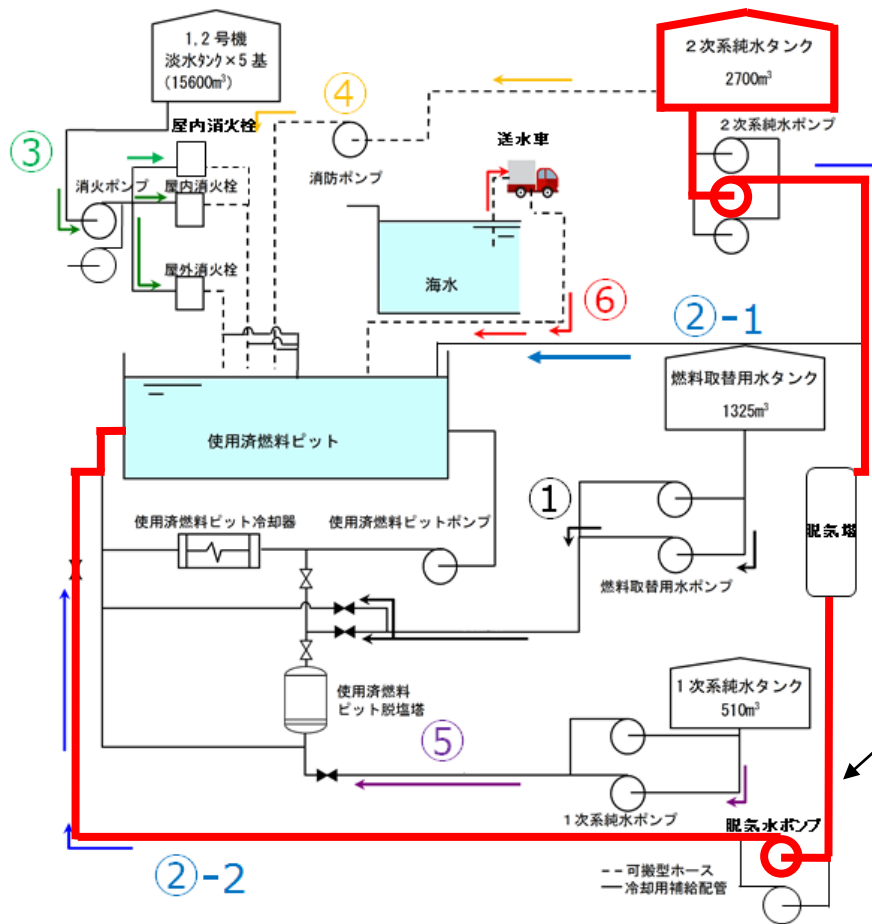 1,2号機
淡水タンク×5基
(15600m³)
2次系純水タンク
2700m³
④
屋内消火栓
③
送水車
2次系純水ポンプ
消防ポンプ
消火ポンプ
屋内消火栓
屋外消火栓
海水
⑥
②-1
燃料取替用水タンク
1325m³
使用済燃料ピット
①
使用済燃料ピット冷却器
使用済燃料ピットポンプ
脱気塔
燃料取替用水ポンプ
使用済燃料
ピット脱塩塔
1次系純水タンク
510m³
⑤
1次系純水ポンプ
脱気水ポンプ
②-2
--可搬型ホース
—冷却用補給配管